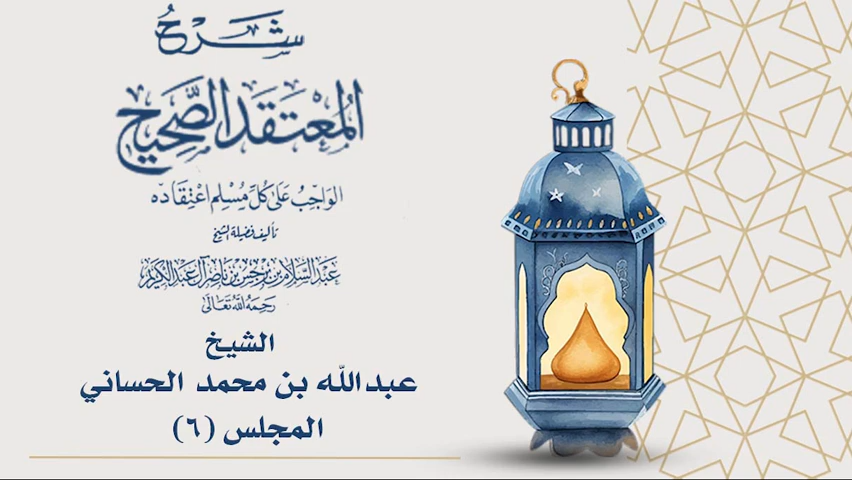 شرح
المعتقد الصحيح
الواجب على كل مسلم اعتقاده
تأليف فضيلة الشيخ
عبد السلام بن برجس بن ناصر آل عبد الكريم
رحمه الله تعالى
الشيخ
عبدالله بن محمد الحساني
المجلس (٦)